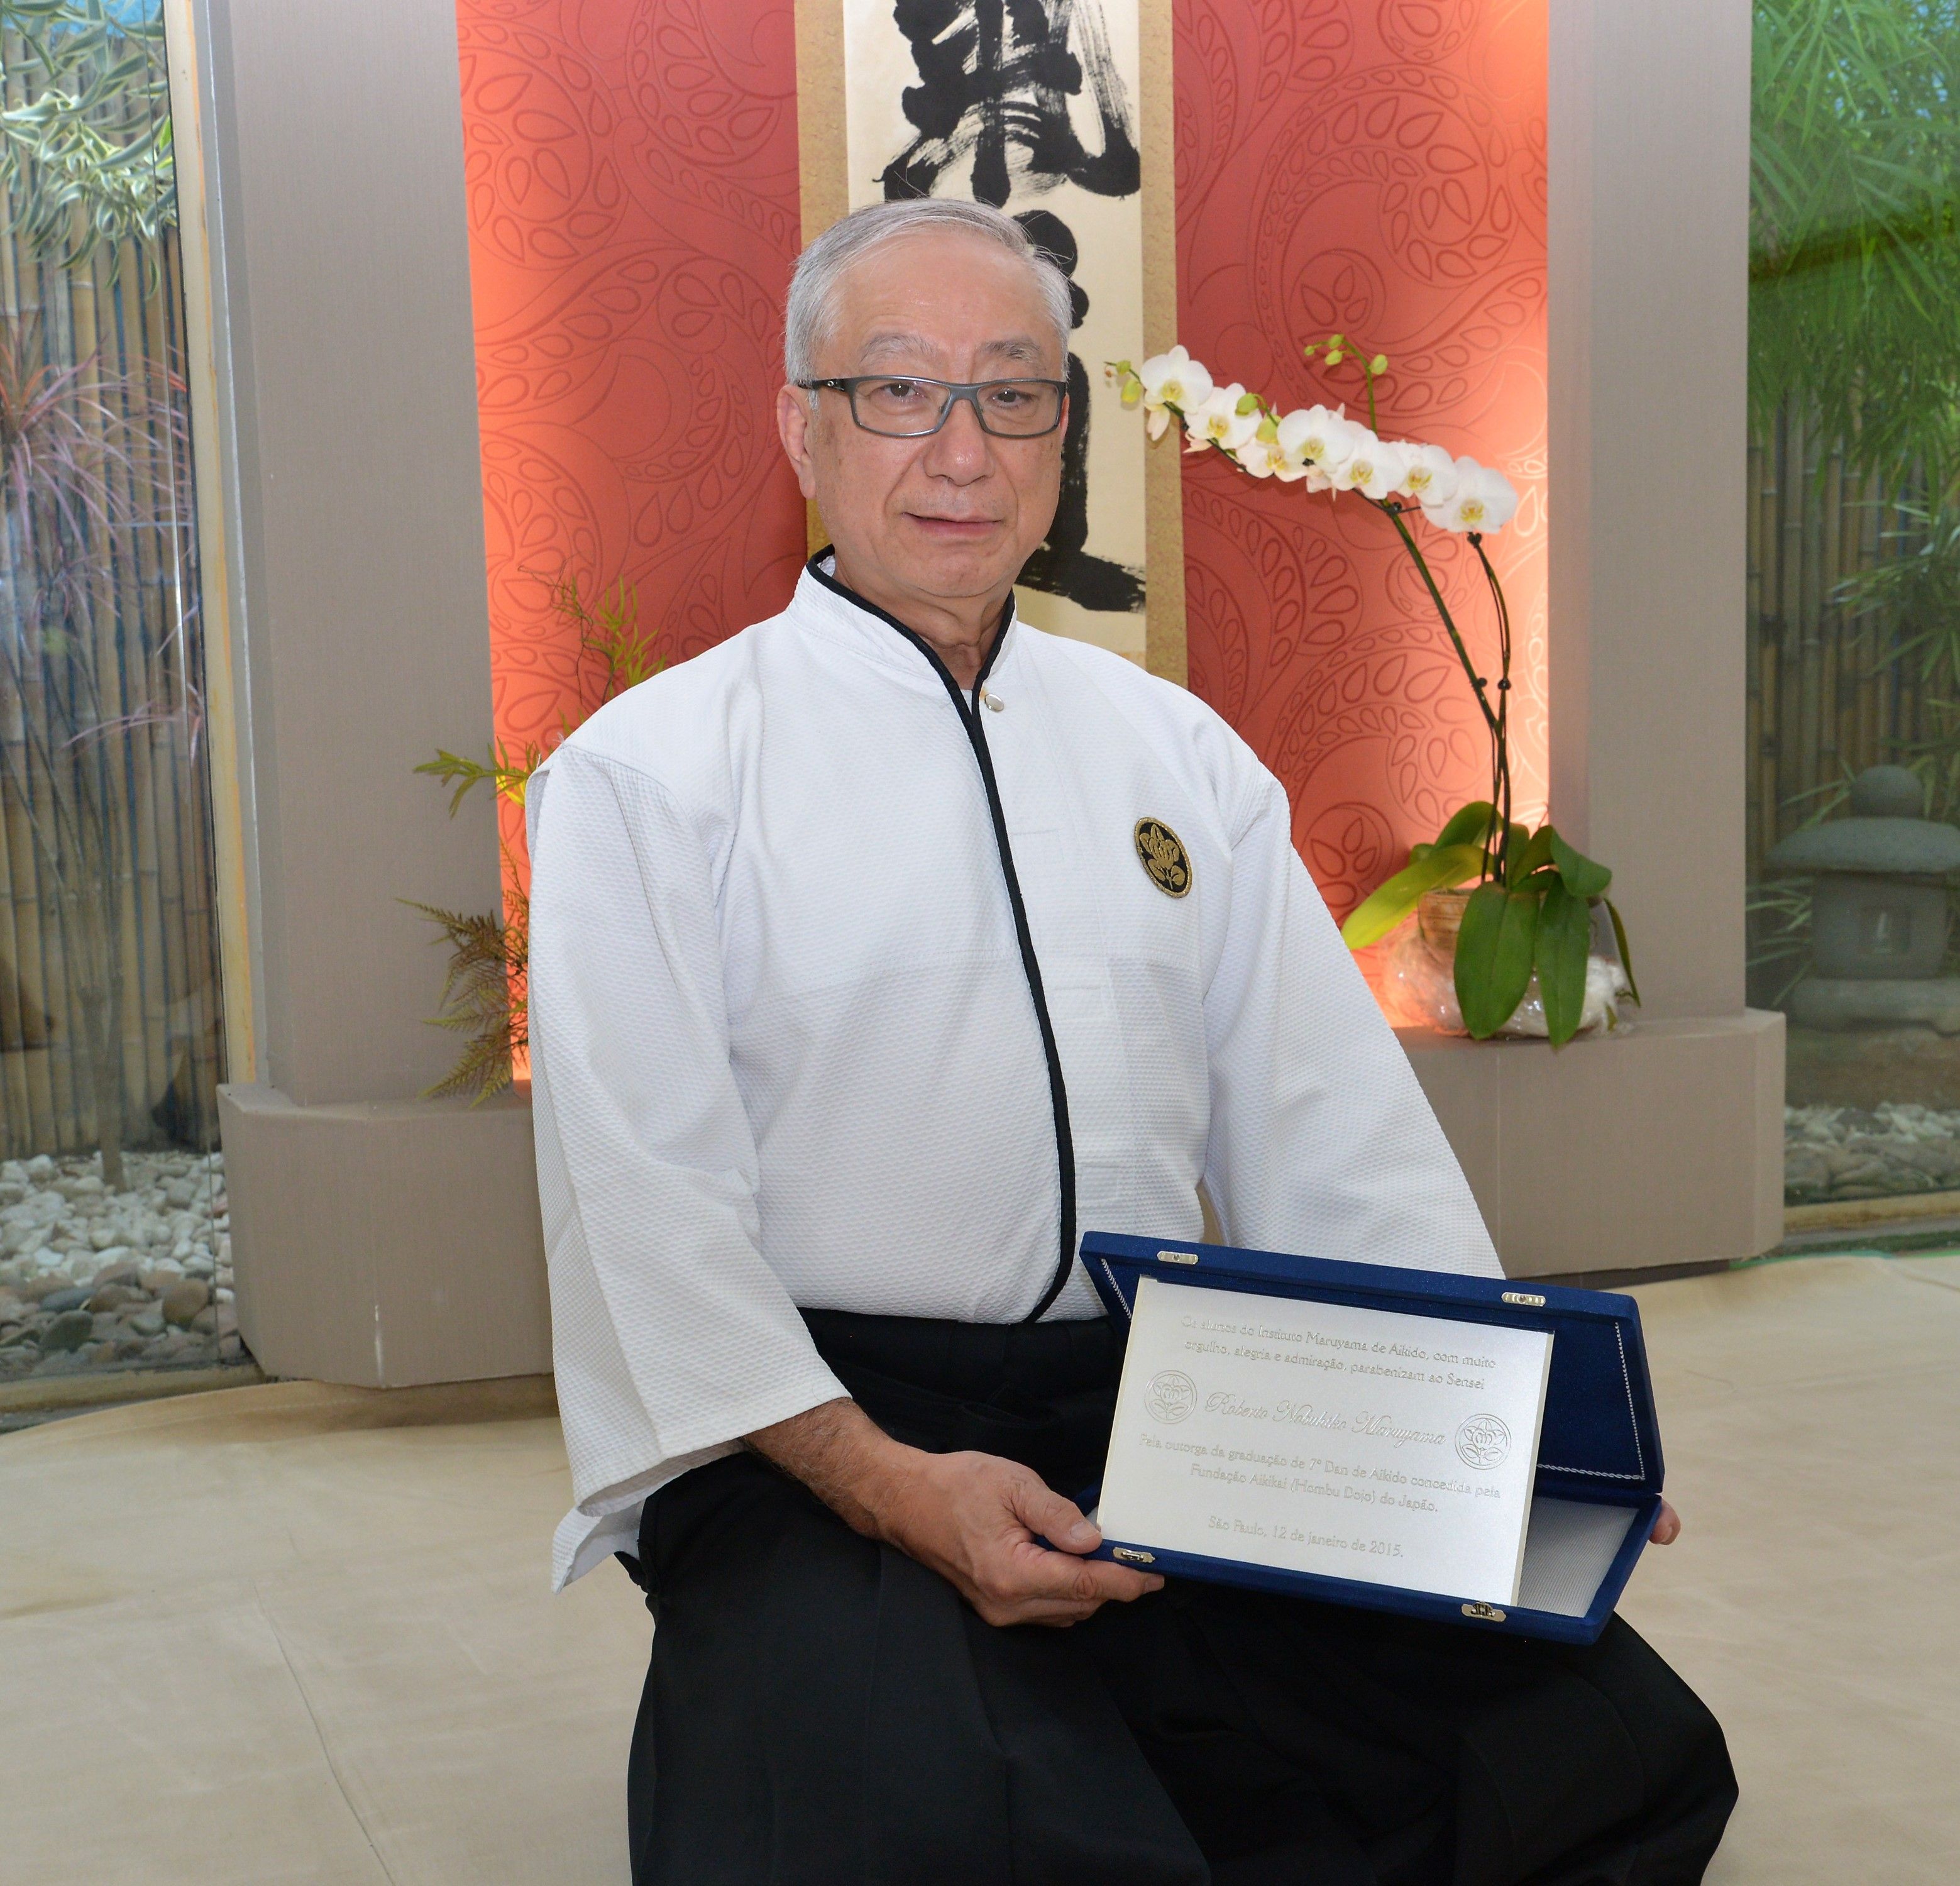 氣
道
Os alunos do Instituto Maruyama de Aikido, com muito
orgulho, alegria e admiração, parabenizam ao Sensei
Roberto Nobuhiko Maruyama
Pela outorga da graduação de 7º Dan de Aikido concedida pela
Fundação Aikikai (Hombu Dojo) do Japão.
São Paulo, 12 de janeiro de 2015.